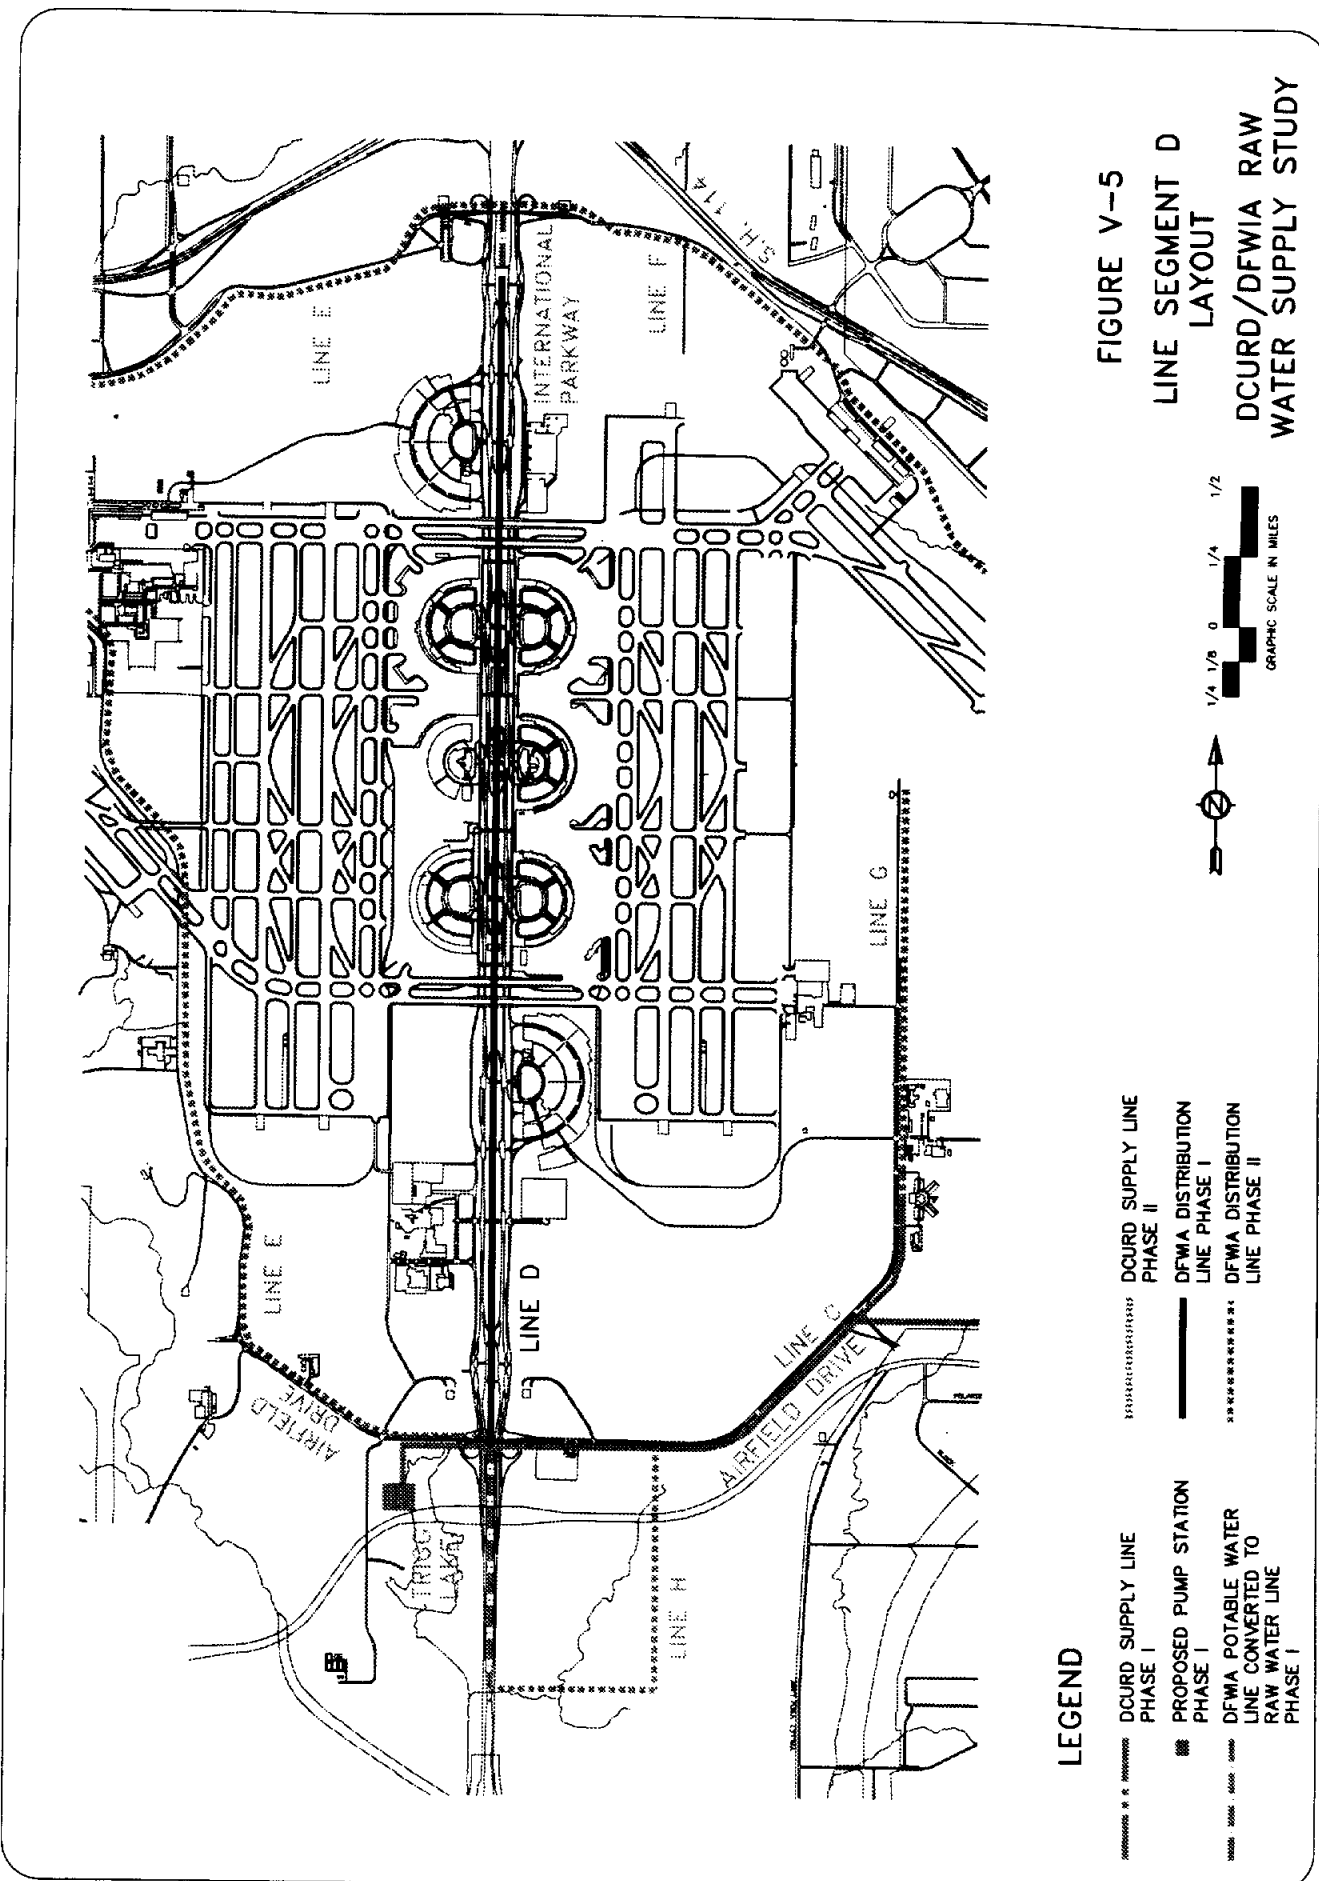 LINE E
INTERNATIONAL
PARKWAY
LINE F
S.H. 114
LINE G
LINE E
LINE D
LINE C
AIRFIELD DRIVE
AIRFIELD
DRIVE
TRIGG
LAKE
LINE H
LEGEND
DCURD SUPPLY LINE
PHASE I
PROPOSED PUMP STATION
PHASE I
DFWIA POTABLE WATER
LINE CONVERTED TO
RAW WATER LINE
PHASE I
DCURD SUPPLY LINE
PHASE II
DFWIA DISTRIBUTION
LINE PHASE I
DFWIA DISTRIBUTION
LINE PHASE II
N
1/4 1/8 0 1/4 1/2
GRAPHIC SCALE IN MILES
FIGURE V-5
LINE SEGMENT D
LAYOUT
DCURD/DFWIA RAW
WATER SUPPLY STUDY